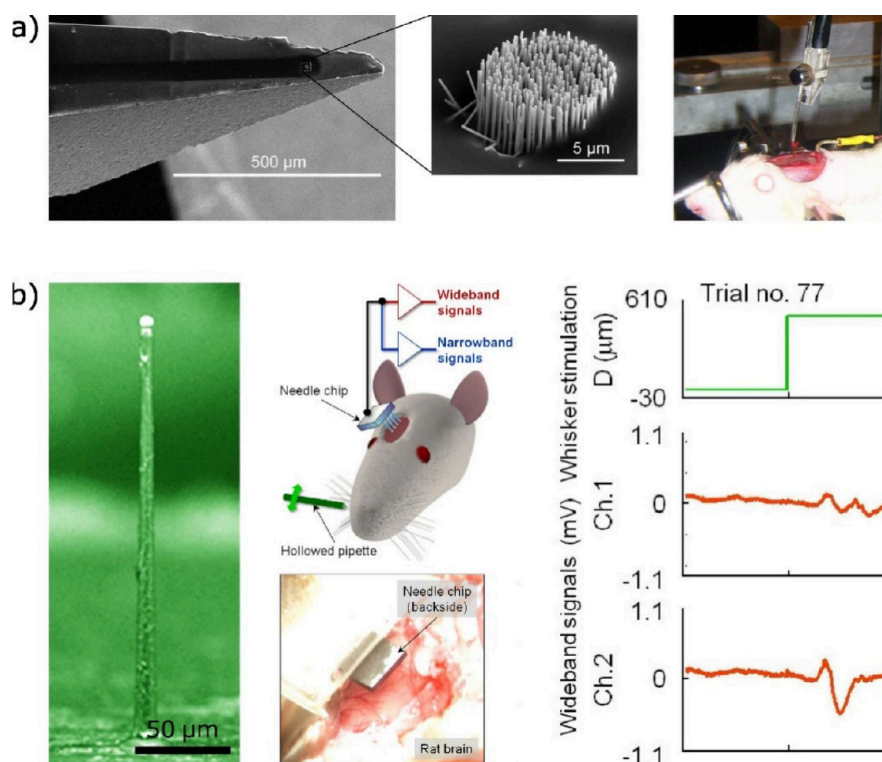 a)
500 µm
5 µm
b)
50 µm
Wideband
signals
Narrowband
signals
Needle chip
Hollowed pipette
Needle chip
(backside)
Rat brain
Trial no. 77
Whisker stimulation
D (µm)
610
-30
Wideband signals (mV)
Ch.1
1.1
0
-1.1
Ch.2
1.1
0
-1.1